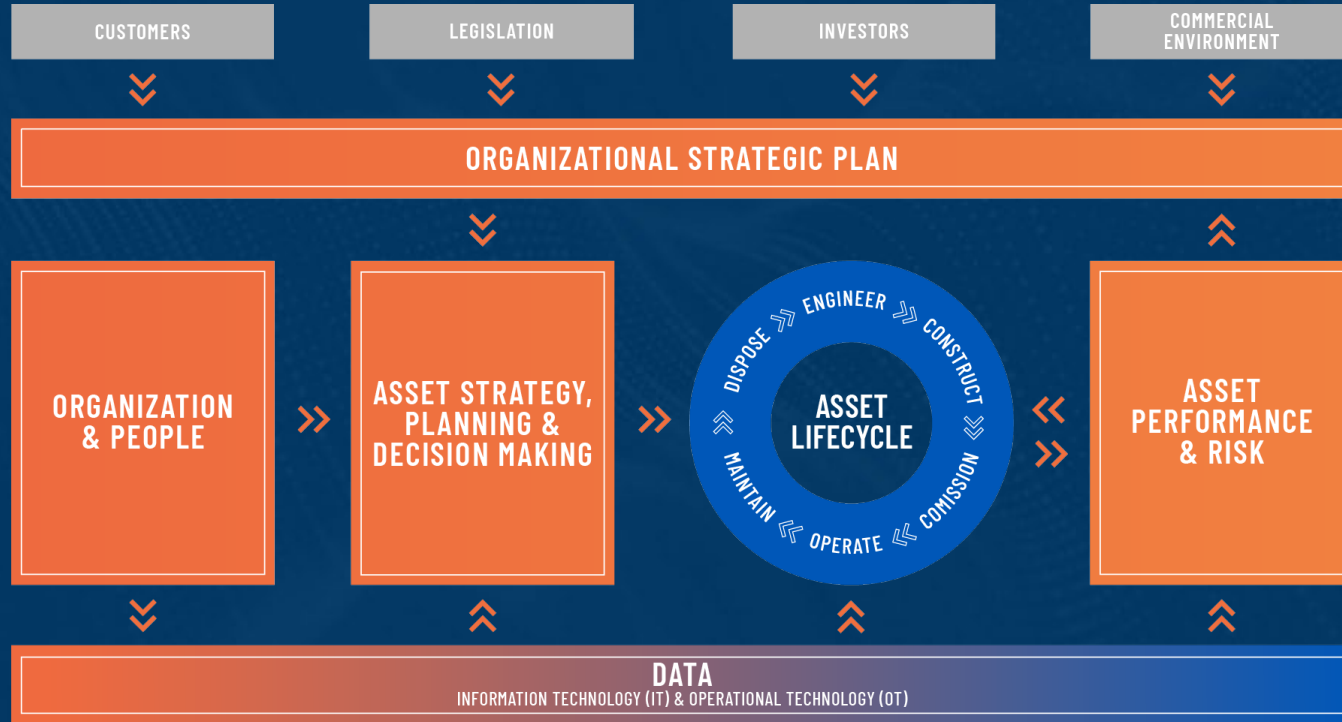 CUSTOMERS
LEGISLATION
INVESTORS
COMMERCIAL
ENVIRONMENT
ORGANIZATIONAL STRATEGIC PLAN
ORGANIZATION
& PEOPLE
ASSET STRATEGY,
PLANNING &
DECISION MAKING
ASSET
LIFECYCLE
ENGINEER
CONSTRUCT
COMISSION
OPERATE
MAINTAIN
DISPOSE
ASSET
PERFORMANCE
& RISK
DATA
INFORMATION TECHNOLOGY (IT) & OPERATIONAL TECHNOLOGY (OT)